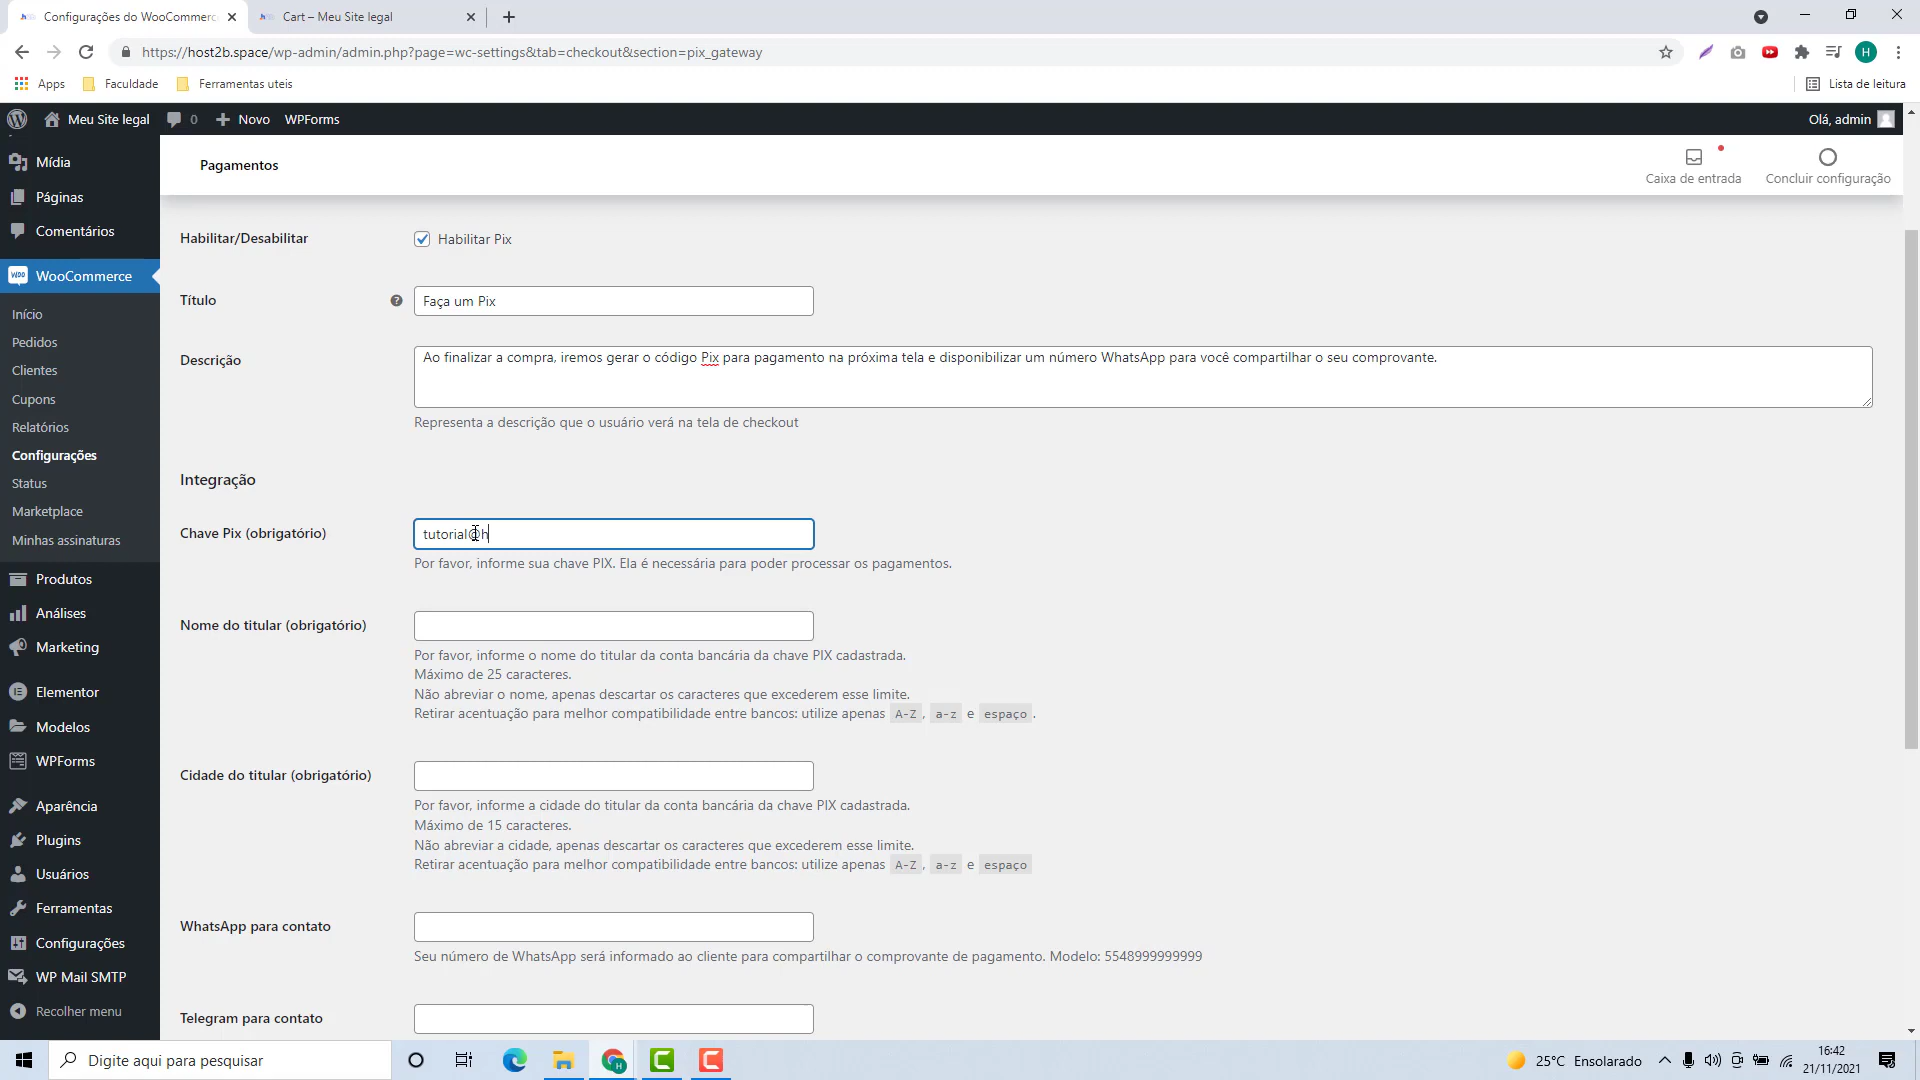 Configurações do WooCommerc
Cart – Meu Site legal
https://host2b.space/wp-admin/admin.php?page=wc-settings&tab=checkout&section=pix_gateway
H
Apps
Faculdade
Ferramentas uteis
Lista de leitura
Meu Site legal
0
Novo
WPForms
Olá, admin
Mídia
Páginas
Comentários
WooCommerce
Início
Pedidos
Clientes
Cupons
Relatórios
Configurações
Status
Marketplace
Minhas assinaturas
Produtos
Análises
Marketing
Elementor
Modelos
WPForms
Aparência
Plugins
Usuários
Ferramentas
Configurações
WP Mail SMTP
Recolher menu
Pagamentos
Caixa de entrada
Concluir configuração
Habilitar/Desabilitar
Habilitar Pix
Título
Faça um Pix
Descrição
Ao finalizar a compra, iremos gerar o código Pix para pagamento na próxima tela e disponibilizar um número WhatsApp para você compartilhar o seu comprovante.
Representa a descrição que o usuário verá na tela de checkout
Integração
Chave Pix (obrigatório)
tutorial@h
Por favor, informe sua chave PIX. Ela é necessária para poder processar os pagamentos.
Nome do titular (obrigatório)
Por favor, informe o nome do titular da conta bancária da chave PIX cadastrada.
Máximo de 25 caracteres.
Não abreviar o nome, apenas descartar os caracteres que excederem esse limite.
Retirar acentuação para melhor compatibilidade entre bancos: utilize apenas A-Z, a-z e espaço.
Cidade do titular (obrigatório)
Por favor, informe a cidade do titular da conta bancária da chave PIX cadastrada.
Máximo de 15 caracteres.
Não abreviar a cidade, apenas descartar os caracteres que excederem esse limite.
Retirar acentuação para melhor compatibilidade entre bancos: utilize apenas A-Z, a-z e espaço
WhatsApp para contato
Seu número de WhatsApp será informado ao cliente para compartilhar o comprovante de pagamento. Modelo: 5548999999999
Telegram para contato
Digite aqui para pesquisar
25°C Ensolarado
16:42
21/11/2021